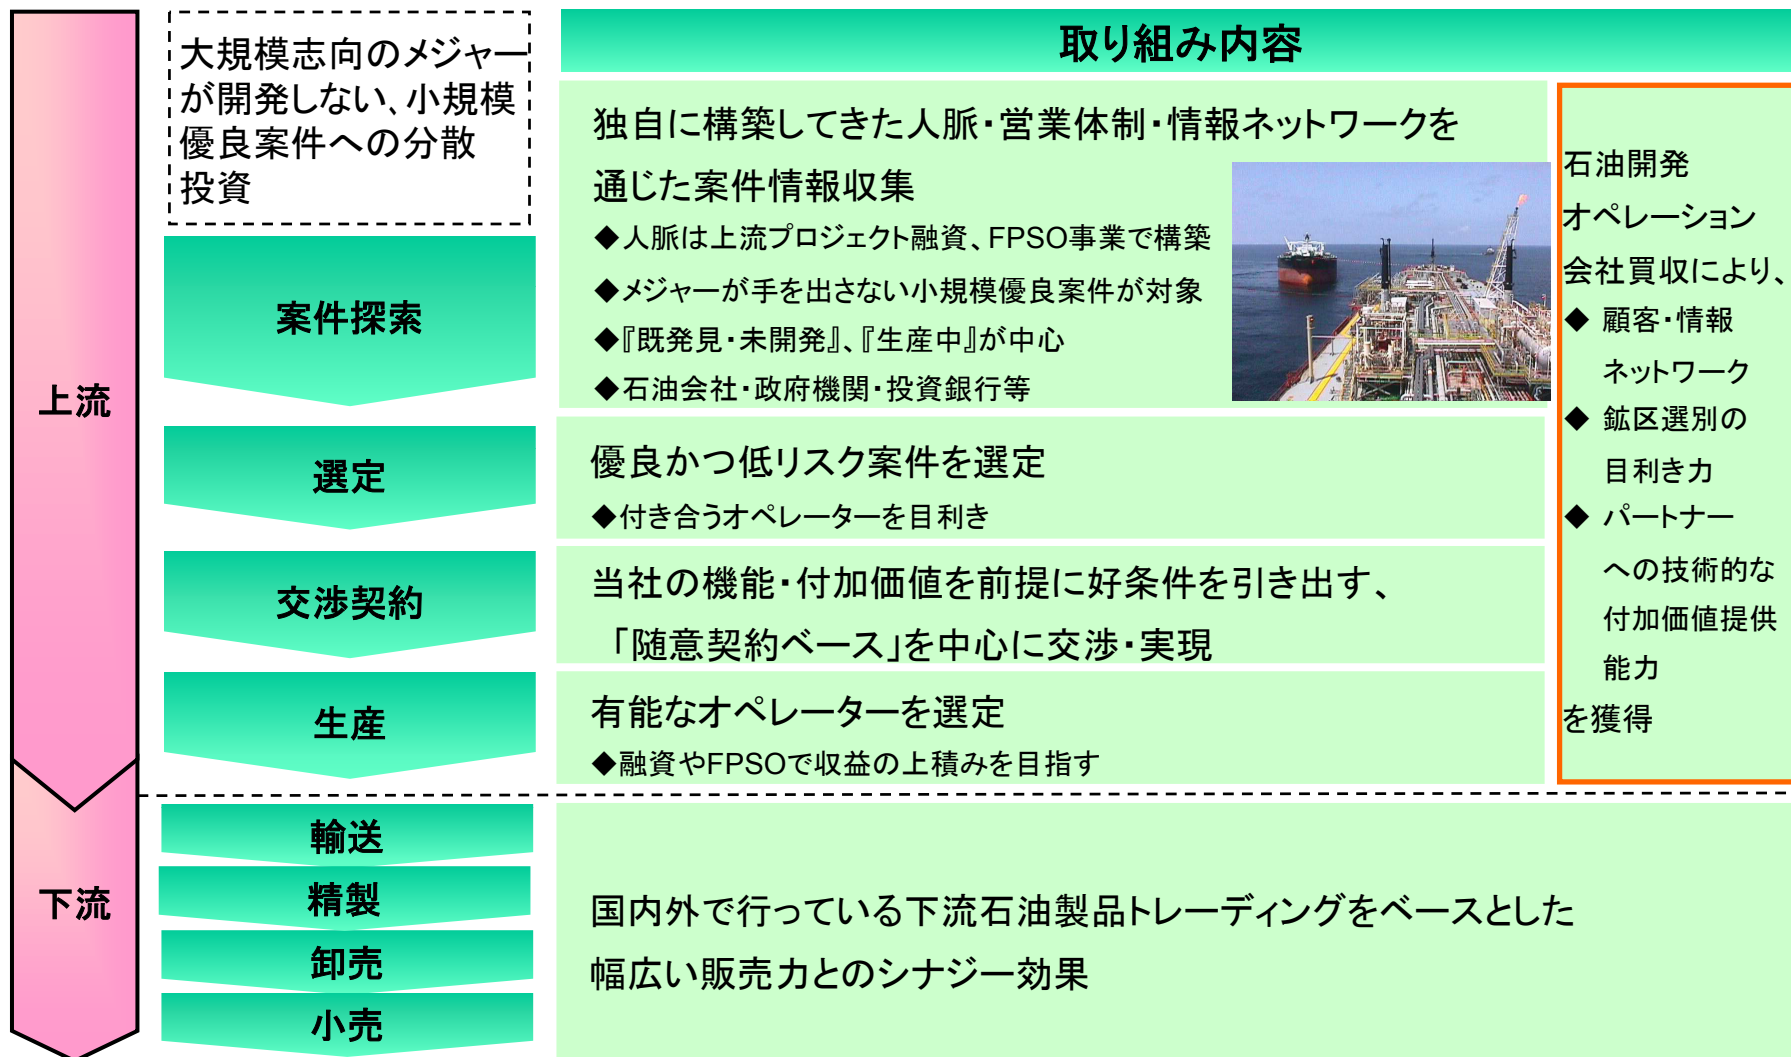 大規模志向のメジャー
が開発しない、小規模
優良案件への分散
投資
取り組み内容
上流
案件探索
独自に構築してきた人脈・営業体制・情報ネットワークを
通じた案件情報収集
◆人脈は上流プロジェクト融資、FPSO事業で構築
◆メジャーが手を出さない小規模優良案件が対象
◆『既発見・未開発』、『生産中』が中心
◆石油会社・政府機関・投資銀行等
選定
優良かつ低リスク案件を選定
◆付き合うオペレーターを目利き
交渉契約
当社の機能・付加価値を前提に好条件を引き出す、
「随意契約ベース」を中心に交渉・実現
生産
有能なオペレーターを選定
◆融資やFPSOで収益の上積みを目指す
石油開発
オペレーション
会社買収により、
◆ 顧客・情報
ネットワーク
◆ 鉱区選別の
目利き力
◆ パートナー
への技術的な
付加価値提供
能力
を獲得
下流
輸送
精製
卸売
小売
国内外で行っている下流石油製品トレーディングをベースとした
幅広い販売力とのシナジー効果